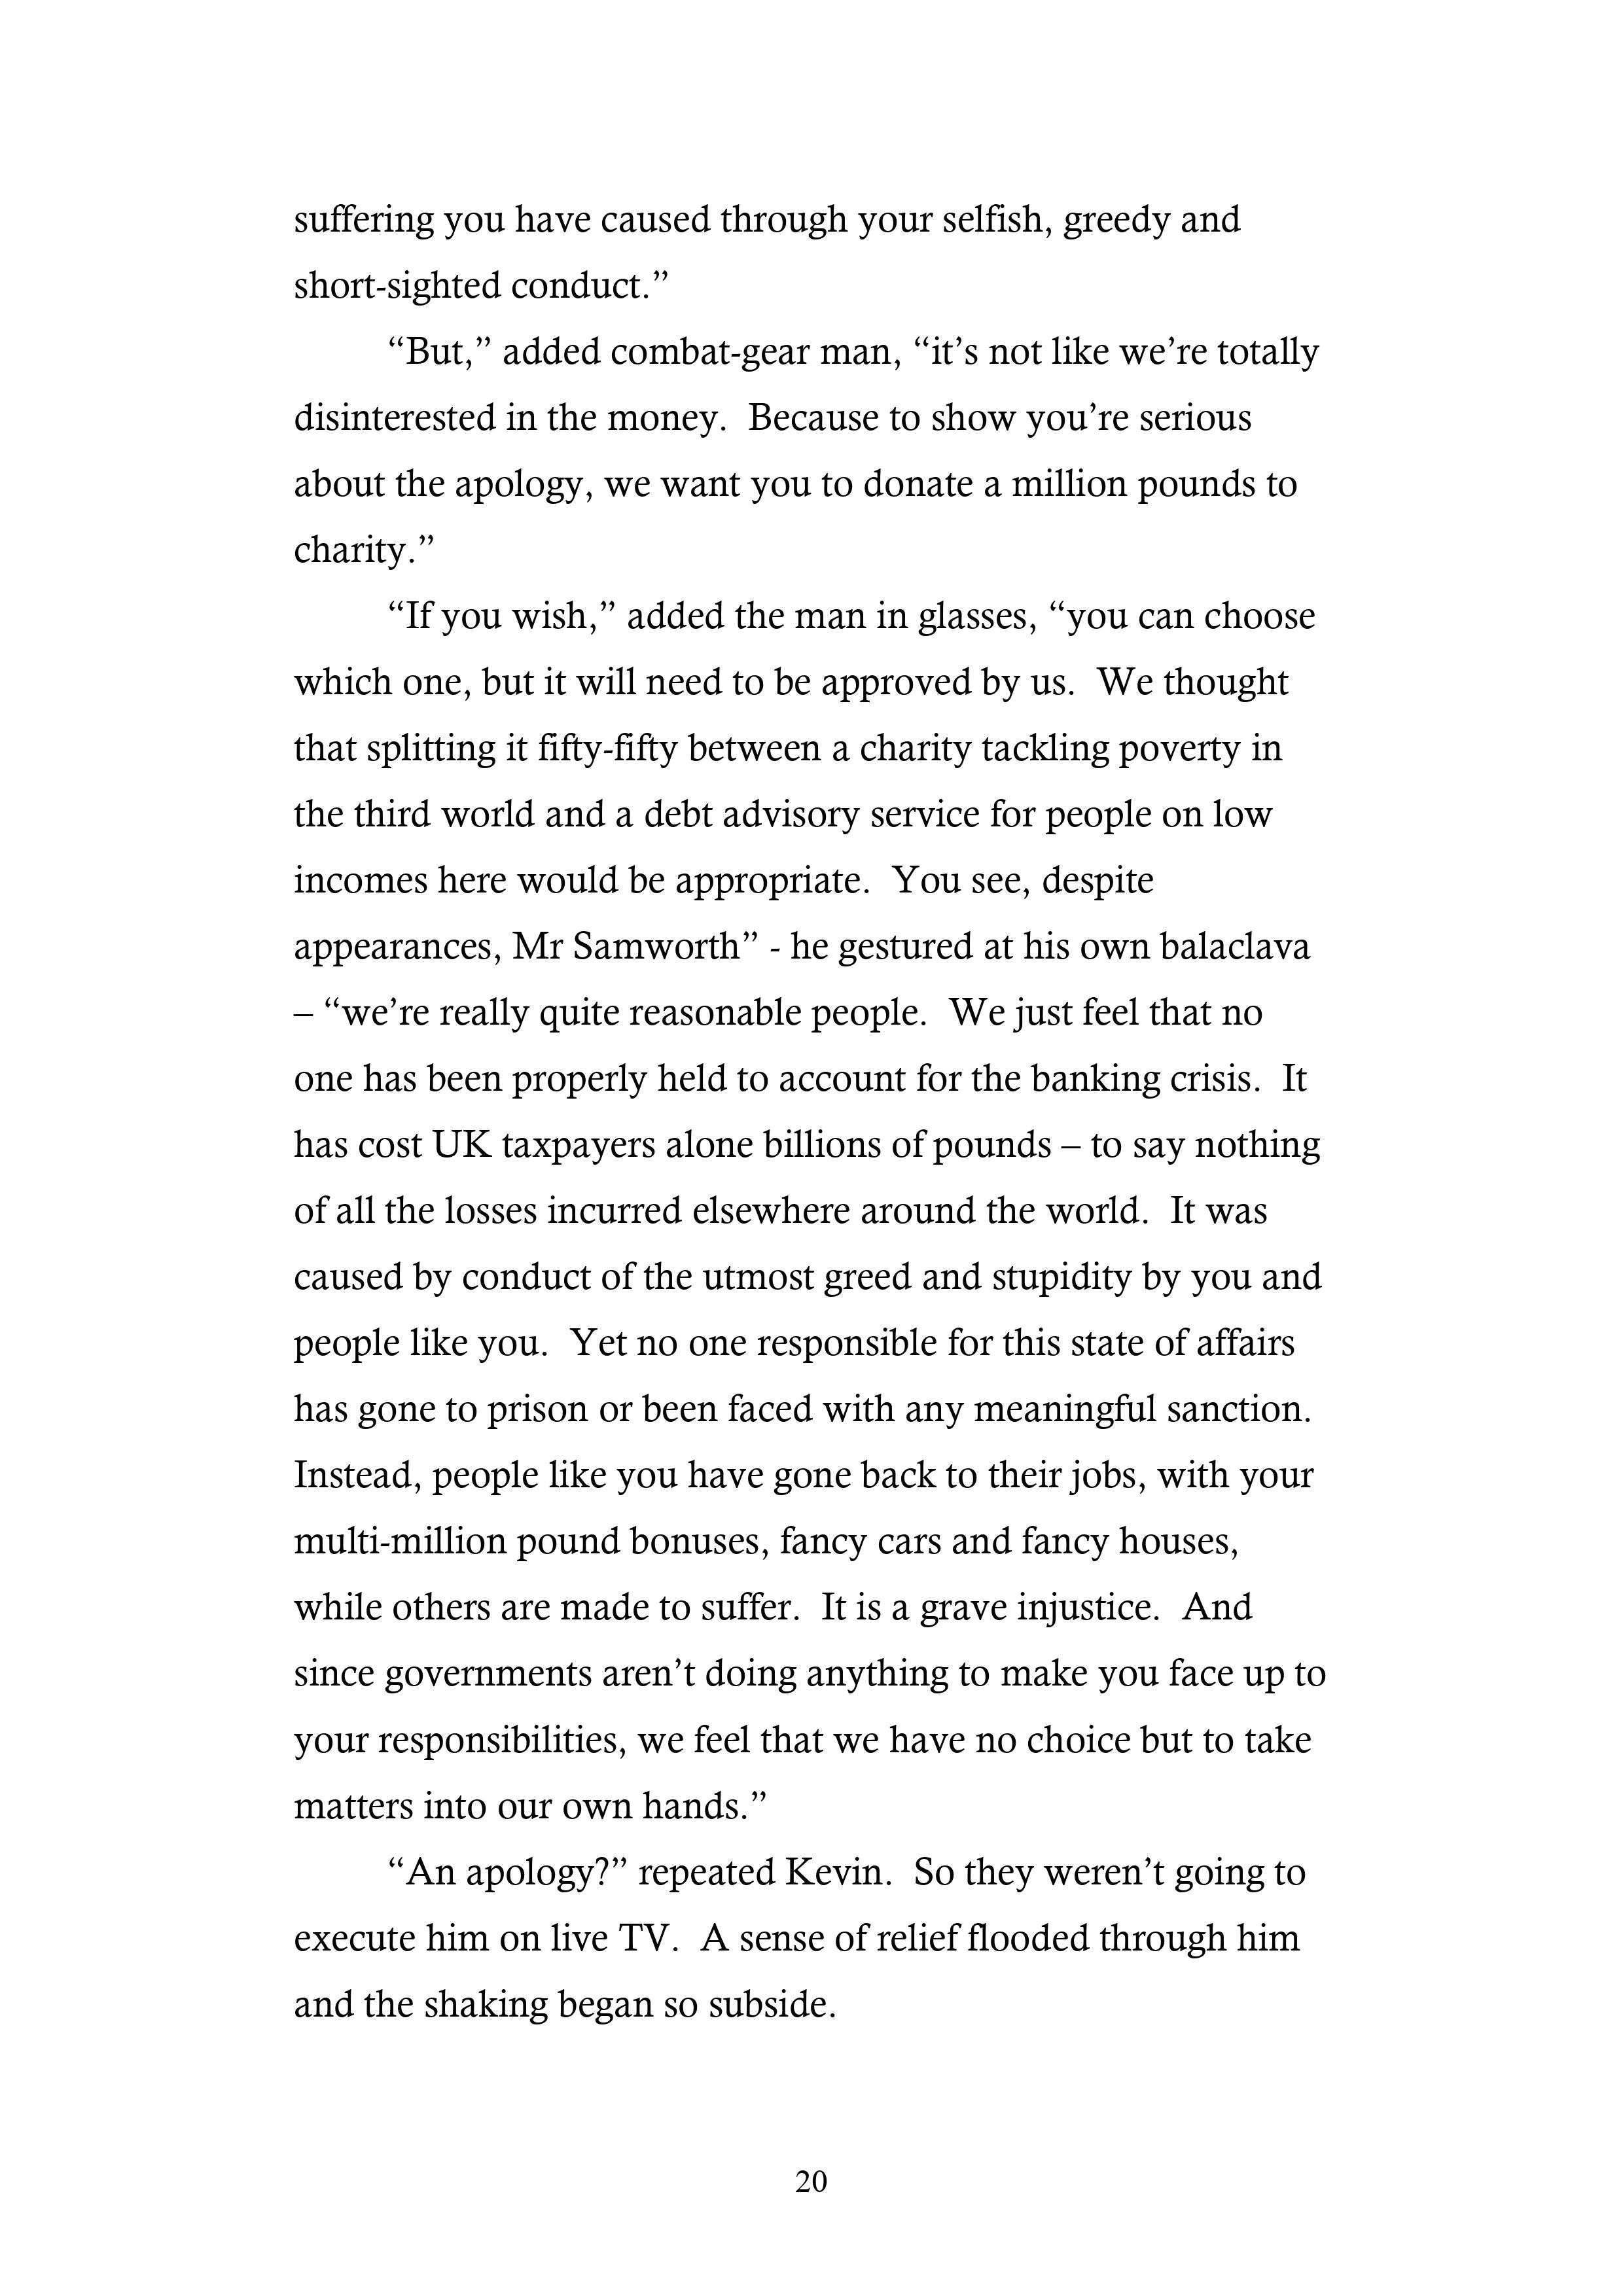 suffering you have caused through your selfish, greedy and
short-sighted conduct.”
“But,” added combat-gear man, “it’s not like we’re totally
disinterested in the money.  Because to show you’re serious
about the apology, we want you to donate a million pounds to
charity.”
“If you wish,” added the man in glasses, “you can choose
which one, but it will need to be approved by us.  We thought
that splitting it fifty-fifty between a charity tackling poverty in
the third world and a debt advisory service for people on low
incomes here would be appropriate.  You see, despite
appearances, Mr Samworth” - he gestured at his own balaclava
– “we’re really quite reasonable people.  We just feel that no
one has been properly held to account for the banking crisis.  It
has cost UK taxpayers alone billions of pounds – to say nothing
of all the losses incurred elsewhere around the world.  It was
caused by conduct of the utmost greed and stupidity by you and
people like you.  Yet no one responsible for this state of affairs
has gone to prison or been faced with any meaningful sanction.
Instead, people like you have gone back to their jobs, with your
multi-million pound bonuses, fancy cars and fancy houses,
while others are made to suffer.  It is a grave injustice.  And
since governments aren’t doing anything to make you face up to
your responsibilities, we feel that we have no choice but to take
matters into our own hands.”
“An apology?” repeated Kevin.  So they weren’t going to
execute him on live TV.  A sense of relief flooded through him
and the shaking began so subside.
20